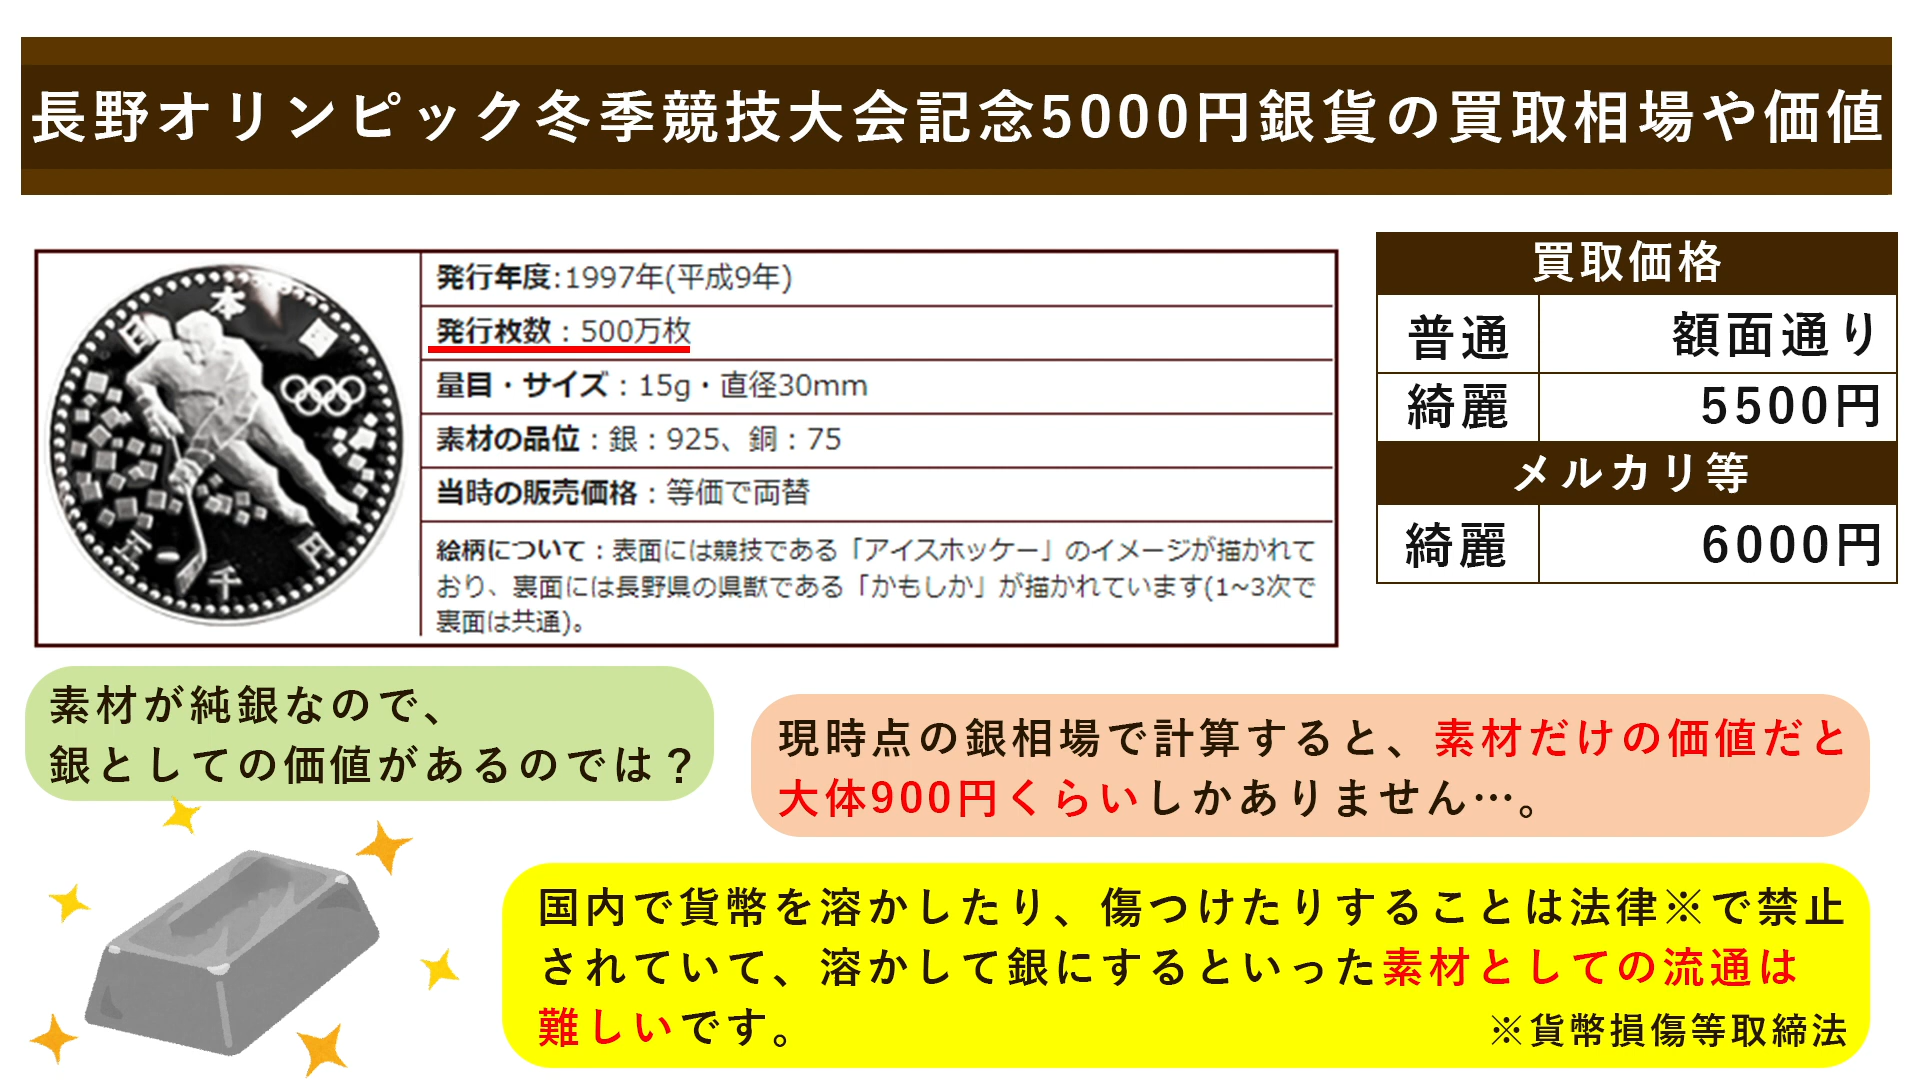 長野オリンピック冬季競技大会記念5000円銀貨の買取相場や価値
日本国
五千円
発行年度:1997年(平成9年)
発行枚数：500万枚
量目・サイズ：15g・直径30mm
素材の品位：銀：925、銅：75
当時の販売価格：等価で両替
絵柄について：表面には競技である「アイスホッケー」のイメージが描かれて
おり、裏面には長野県の県獣である「かもしか」が描かれています(1~3次で
裏面は共通)。
買取価格
普通 額面通り
綺麗 5500円
メルカリ等
綺麗 6000円
素材が純銀なので、
銀としての価値があるのでは？
現時点の銀相場で計算すると、素材だけの価値だと
大体900円くらいしかありません…。
国内で貨幣を溶かしたり、傷つけたりすることは法律※で禁止
されていて、溶かして銀にするといった素材としての流通は
難しいです。
※貨幣損傷等取締法